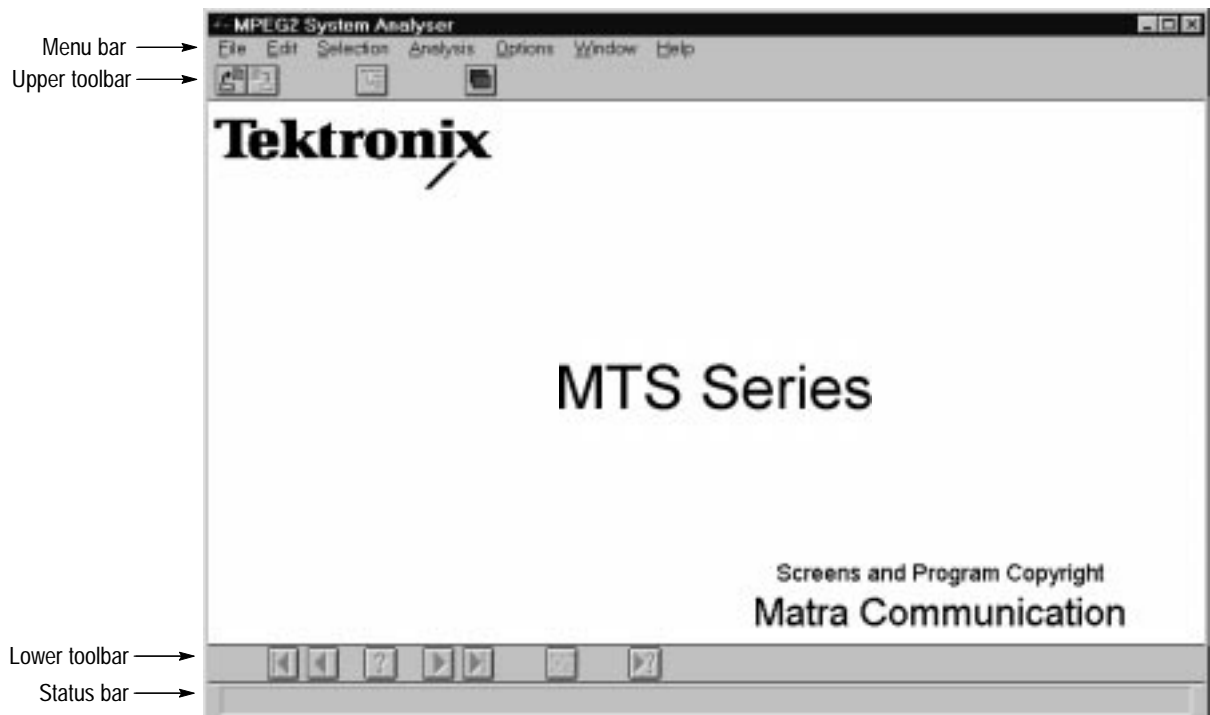 MPEG2 System Analyser
Menu bar
File Edit Selection Analysis Options Window Help
Upper toolbar
Tektronix
MTS Series
Screens and Program Copyright
Matra Communication
Lower toolbar
?
?
Status bar